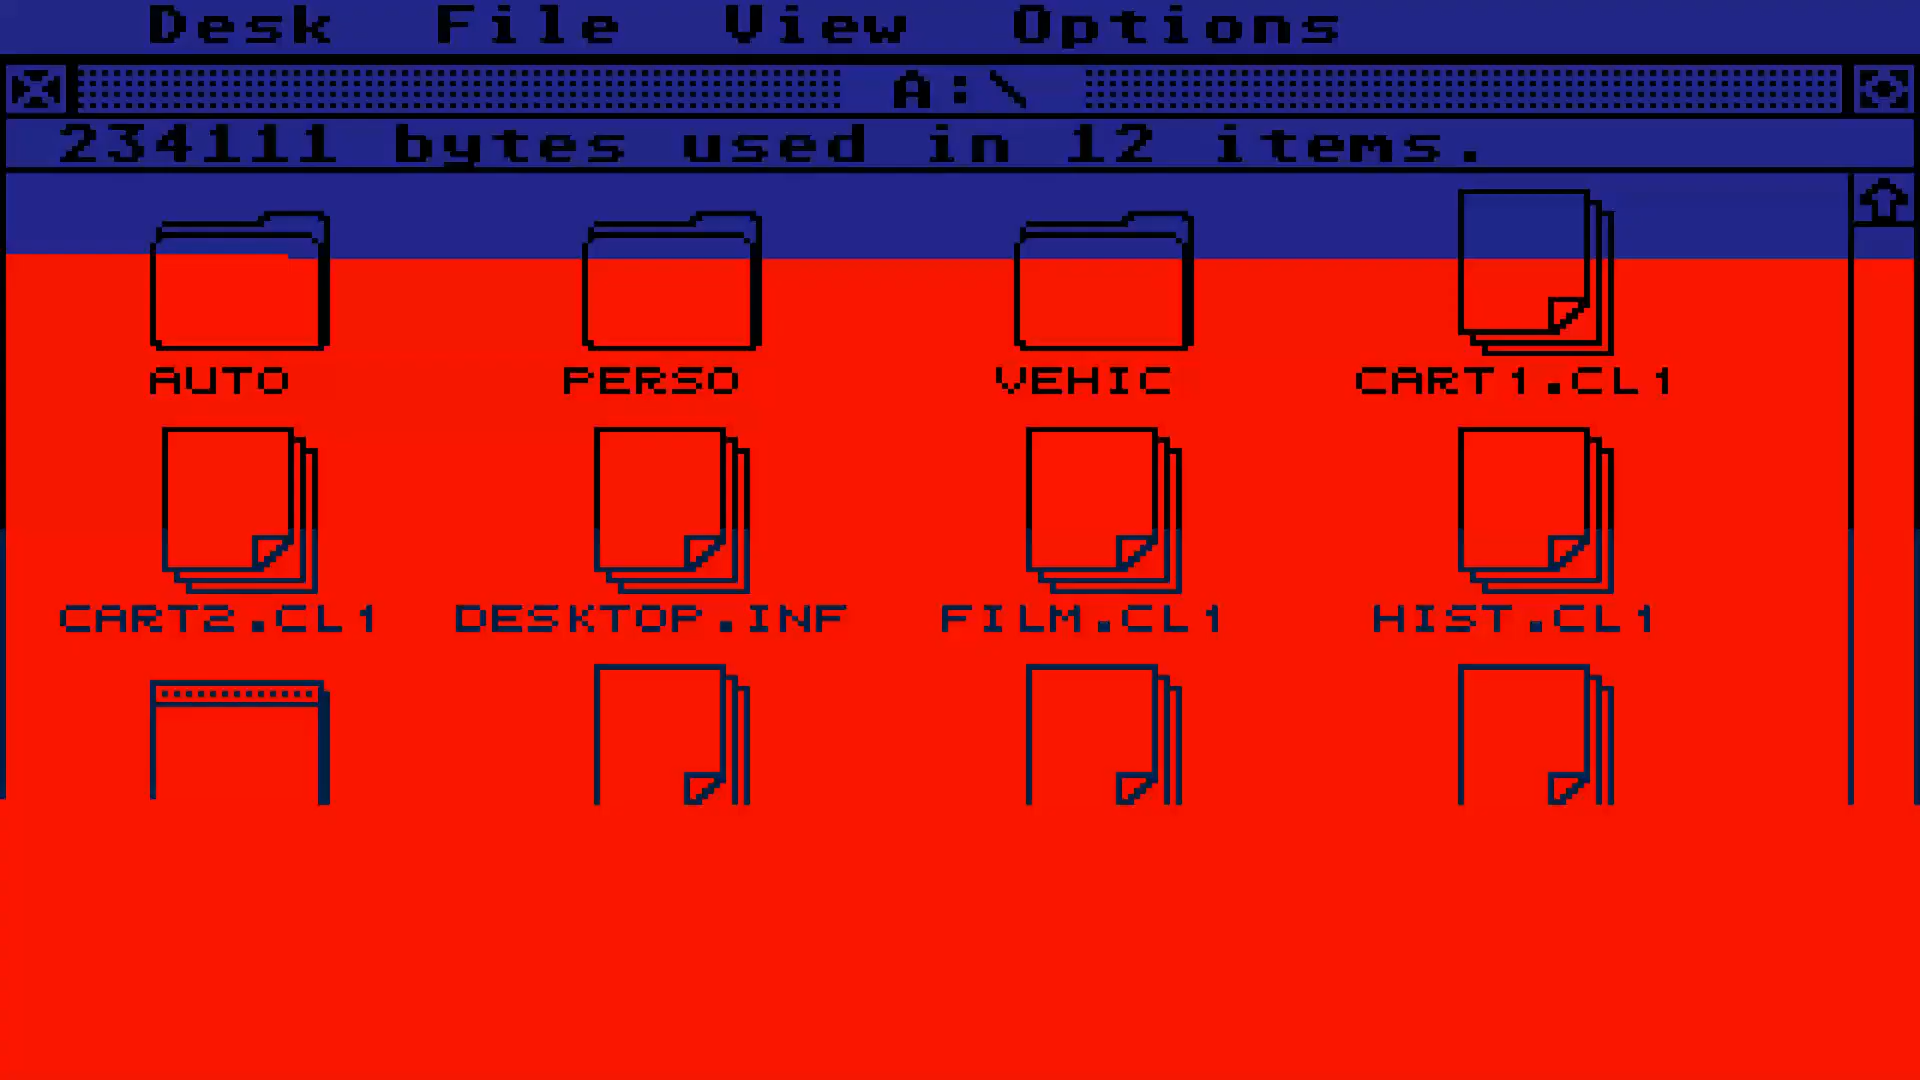 Desk File View Options
A:\
234111 bytes used in 12 items.
AUTO PERSO VEHIC CART1.CL1
CART2.CL1 DESKTOP.INF FILM.CL1 HIST.CL1